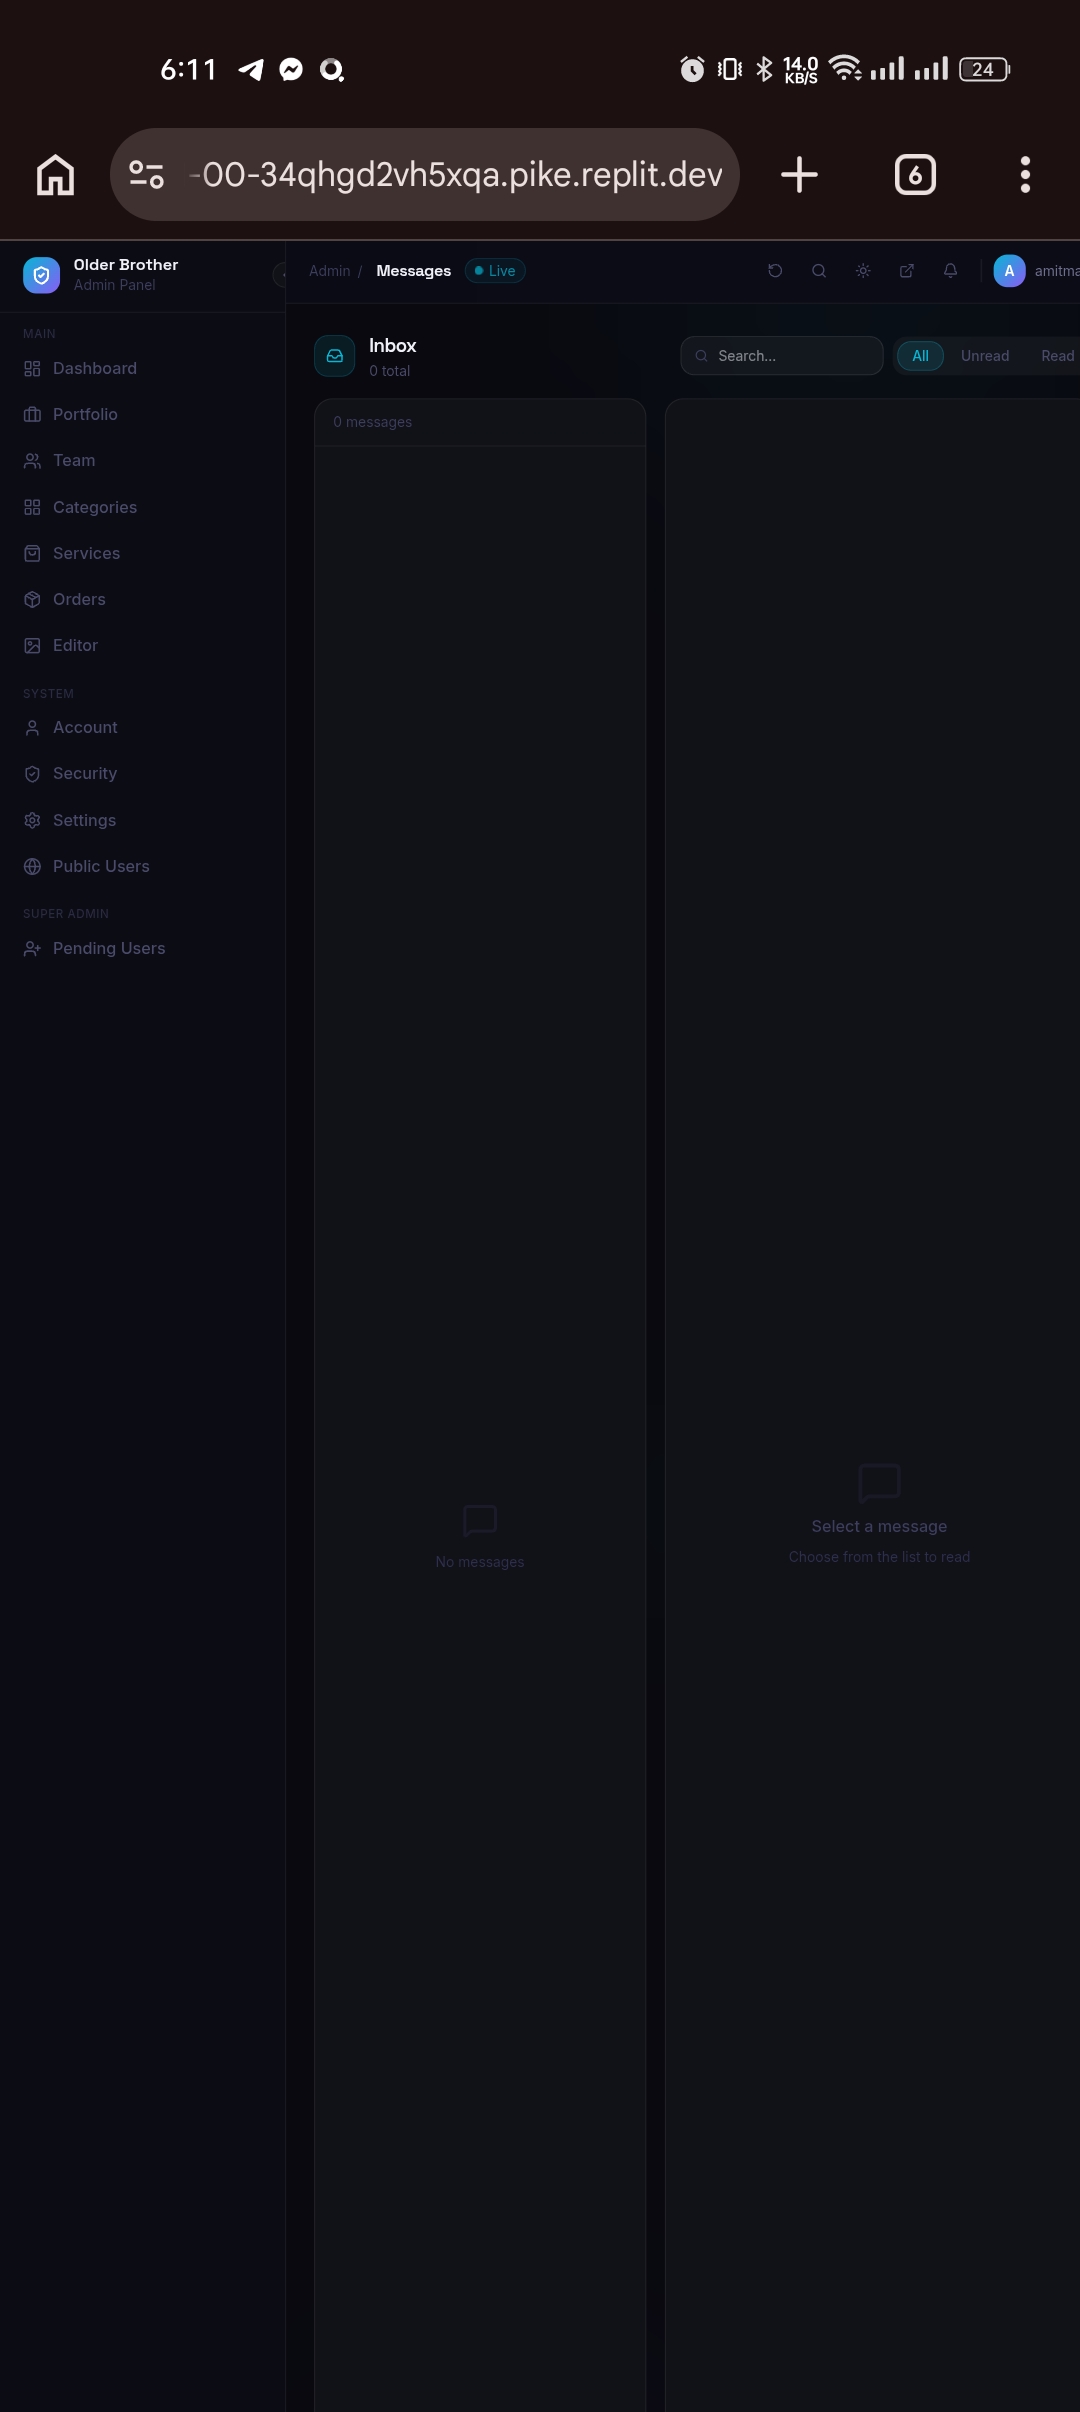 6:11
14.0 KB/S
24
-00-34qhgd2vh5xqa.pike.replit.dev
6
Older Brother
Admin Panel
MAIN
Dashboard
Portfolio
Team
Categories
Services
Orders
Editor
SYSTEM
Account
Security
Settings
Public Users
SUPER ADMIN
Pending Users
Admin / Messages Live
A amitma
Inbox
0 total
Search...
All Unread Read
0 messages
No messages
Select a message
Choose from the list to read